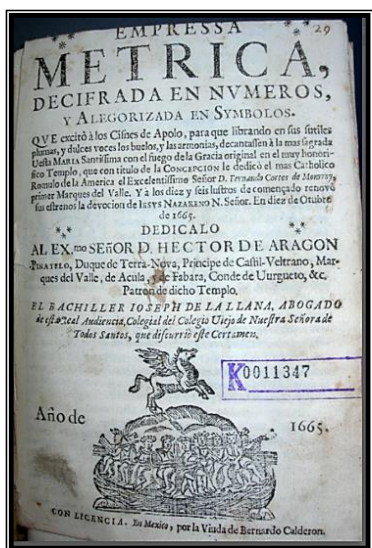 29
EMPRESSA
METRICA,
DECIFRADA EN NVMEROS,
Y ALEGORIZADA EN SYMBOLOS.
QVE excitò à los Cisnes de Apolo, para que librando en sus sutiles
plumas, y dulces voces los buelos, y las armonias, decantassen à la mas sagrada
Uesta MARIA Santissima con el fuego de la Gracia original en el muy honori-
fico Templo, que con titulo de la CONCEPCION le dedicò el mas Catholico
Romulo de la America el Excelentissimo Señor D. Fernando Cortes de Monroy,
primer Marques del Valle. Y a los diez y seis lustros de començado renovò
sus estrenos la devocion de IESVS NAZARENO N. Señor. En diez de Otubre
de 1665.
DEDICALO
AL EX.mo SEÑOR D. HECTOR DE ARAGON
PINATELO, Duque de Terra-Nova, Principe de Castil-Veltrano, Mar-
ques del Valle, de Acula, y de Fabara, Conde de Uurgueto, &c.
Patron de dicho Templo.
EL BACHILLER IOSEPH DE LA LLANA, ABOGADO
de esta Real Audiencia, Colegial del Colegio Uiejo de Nuestra Señora de
Todos Santos, que discurriò este Certamen.
K0011347
Año de 1665.
CON LICENCIA. En Mexico, por la Viuda de Bernardo Calderon.